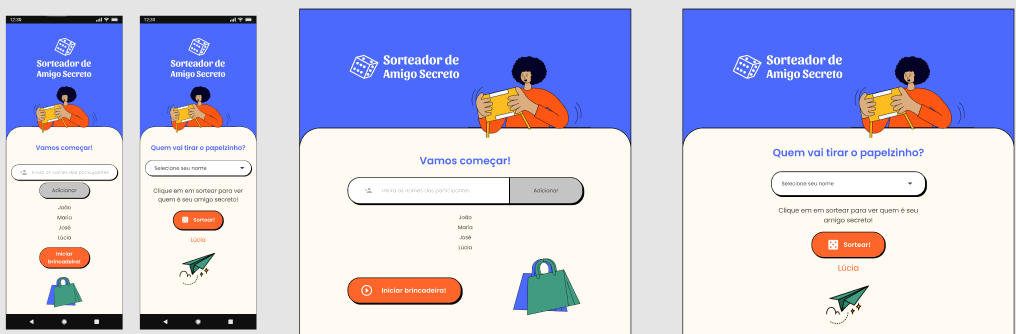 12:30
Sorteador de
Amigo Secreto
Vamos começar!
Insira os nomes dos participantes
Adicionar
João
Maria
José
Lúcia
Iniciar
brincadeira!
12:30
Sorteador de
Amigo Secreto
Quem vai tirar o papelzinho?
Selecione seu nome
Clique em em sortear para ver
quem é seu amigo secreto!
Sortear!
Lúcia
Sorteador de
Amigo Secreto
Vamos começar!
Insira os nomes dos participantes
Adicionar
João
Maria
José
Lúcia
Iniciar brincadeira!
Sorteador de
Amigo Secreto
Quem vai tirar o papelzinho?
Selecione seu nome
Clique em em sortear para ver quem é seu
amigo secreto!
Sortear!
Lúcia